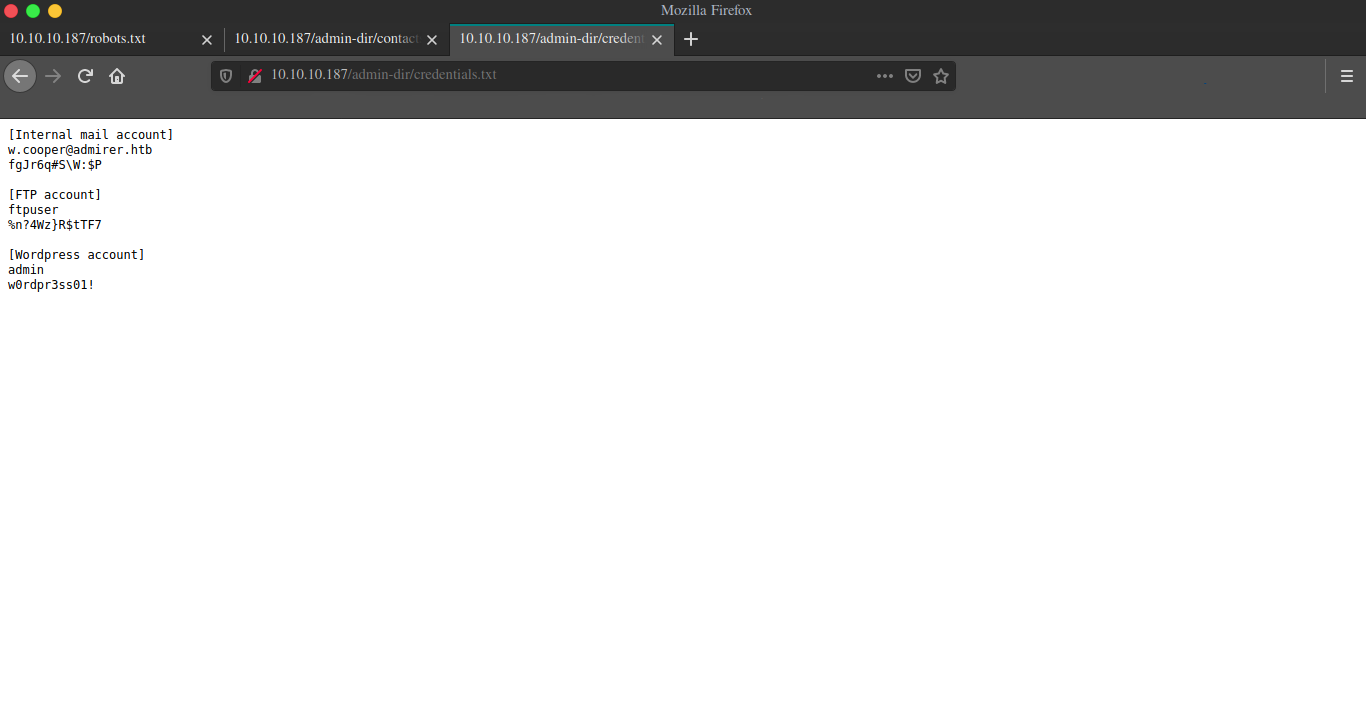 Mozilla Firefox
10.10.10.187/robots.txt
10.10.10.187/admin-dir/contact
10.10.10.187/admin-dir/creden
10.10.10.187/admin-dir/credentials.txt
[Internal mail account]
w.cooper@admirer.htb
fgJr6q#S\W:$P
[FTP account]
ftpuser
%n?4Wz}R$tTF7
[Wordpress account]
admin
w0rdpr3ss01!